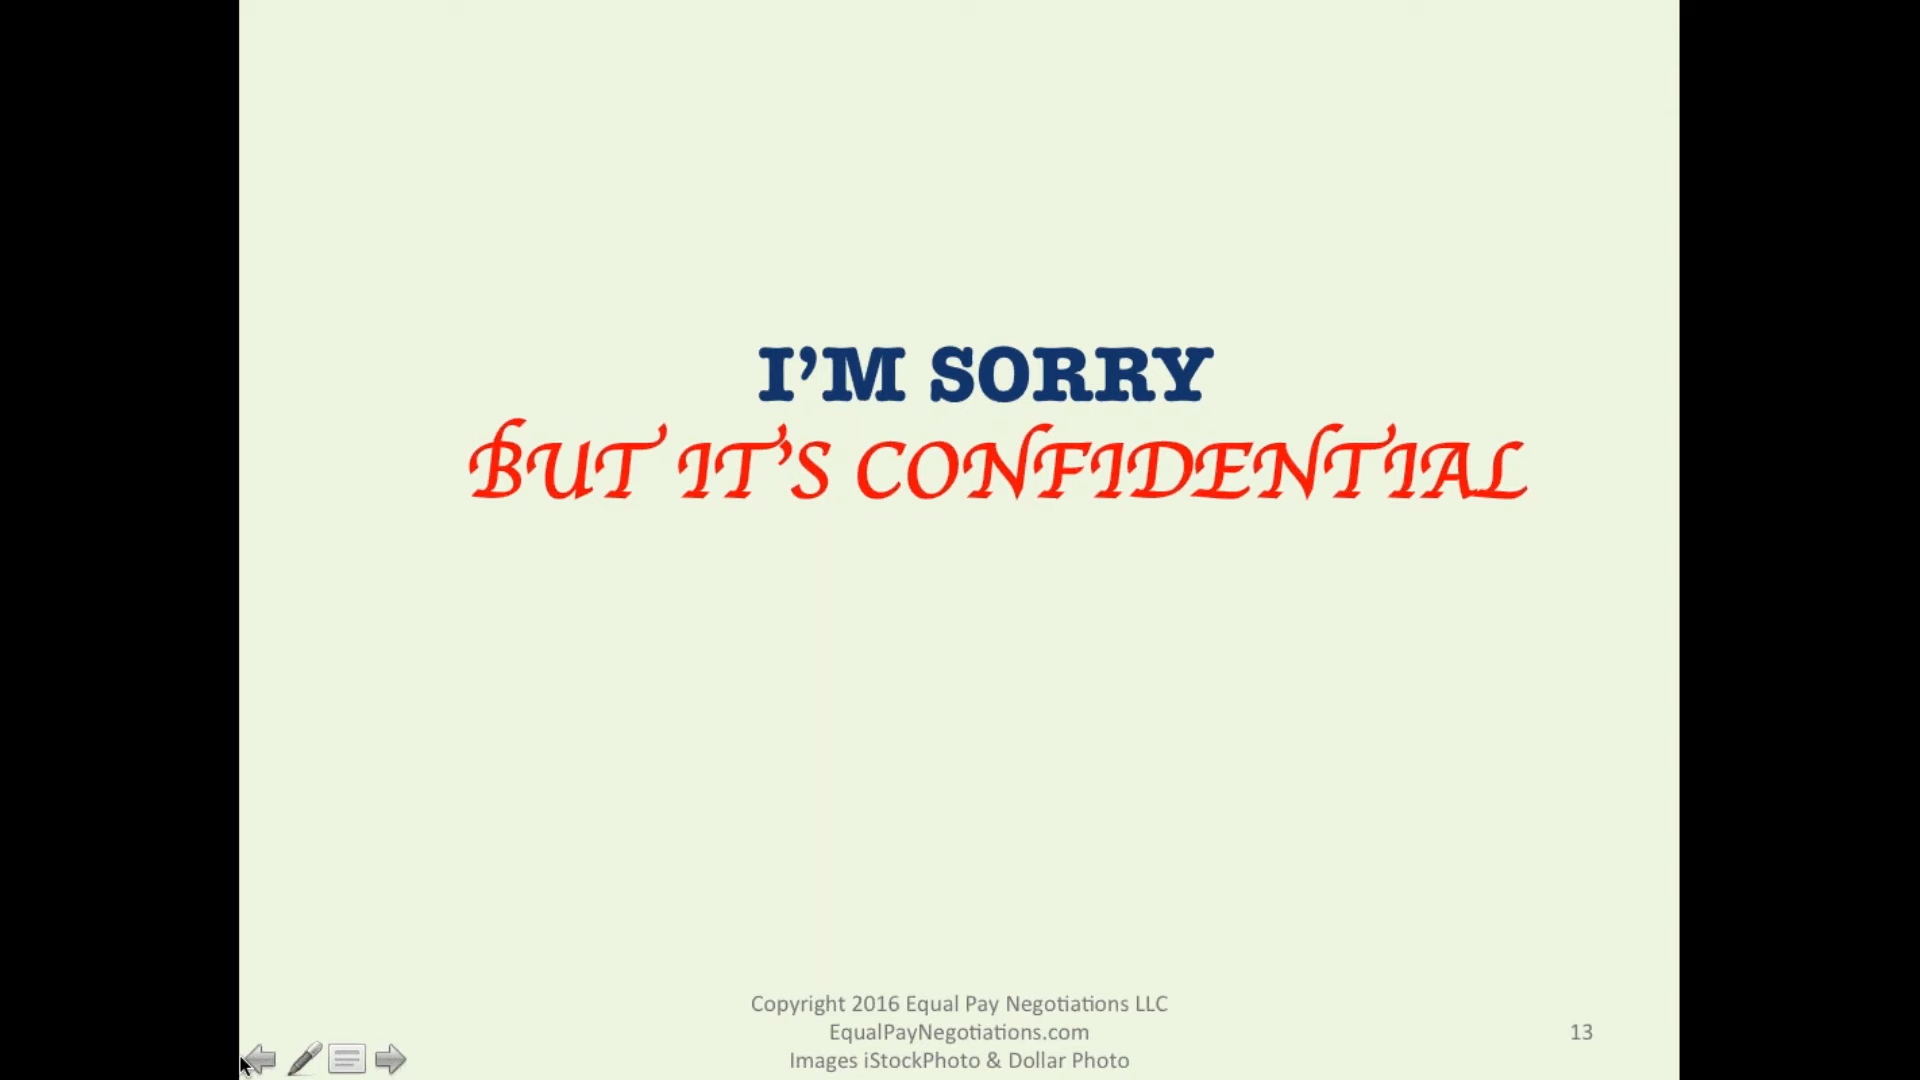 I'M SORRY
BUT IT'S CONFIDENTIAL
Copyright 2016 Equal Pay Negotiations LLC
EqualPayNegotiations.com
Images iStockPhoto & Dollar Photo
13